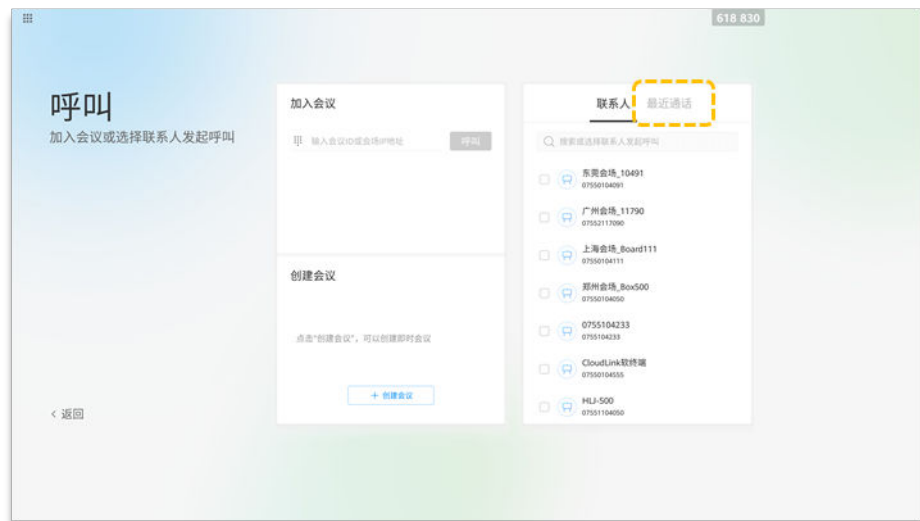 618 830
呼叫
加入会议或选择联系人发起呼叫
加入会议
输入会议ID或会场IP地址
呼叫
创建会议
点击"创建会议"，可以创建即时会议
+ 创建会议
联系人 最近通话
搜索或选择联系人发起呼叫
东莞会场_10491
07550104091
广州会场_11790
07552117090
上海会场_Board111
07550104111
郑州会场_Box500
07550104050
0755104233
0755104233
CloudLink软终端
07550104555
HLJ-500
07551104050
< 返回